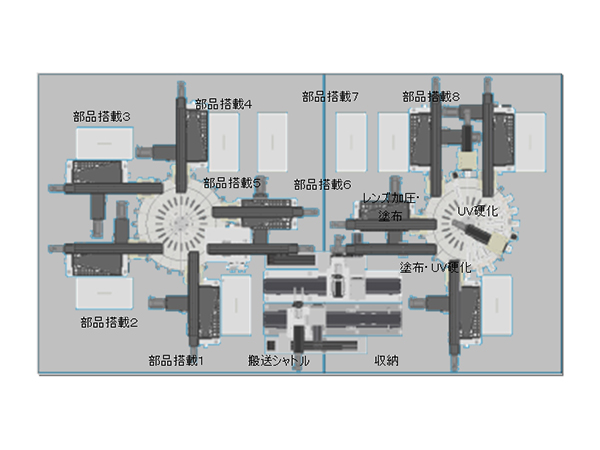 部品搭載7
部品搭載8
部品搭載4
部品搭載3
部品搭載5
部品搭載6
レンズ加圧・
塗布
UV硬化
塗布・UV硬化
部品搭載2
部品搭載1
搬送シャトル
収納